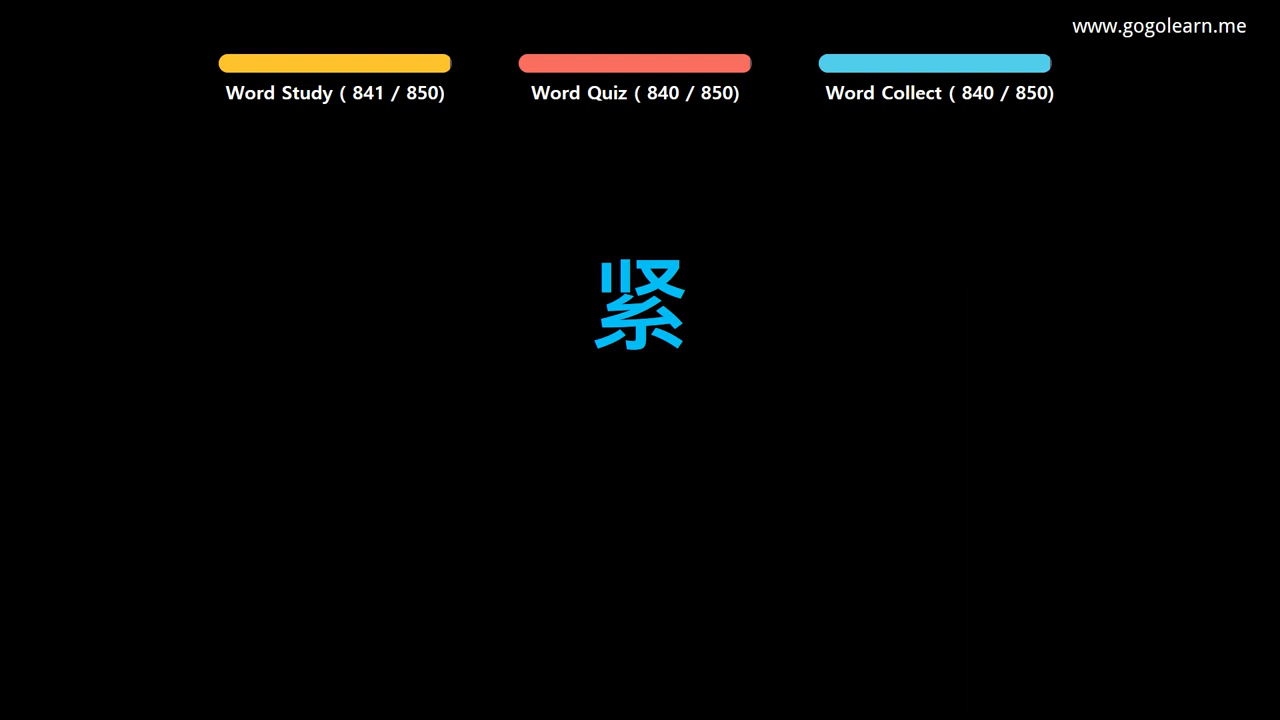 www.gogolearn.me
Word Study ( 841 / 850)
Word Quiz ( 840 / 850)
Word Collect ( 840 / 850)
紧